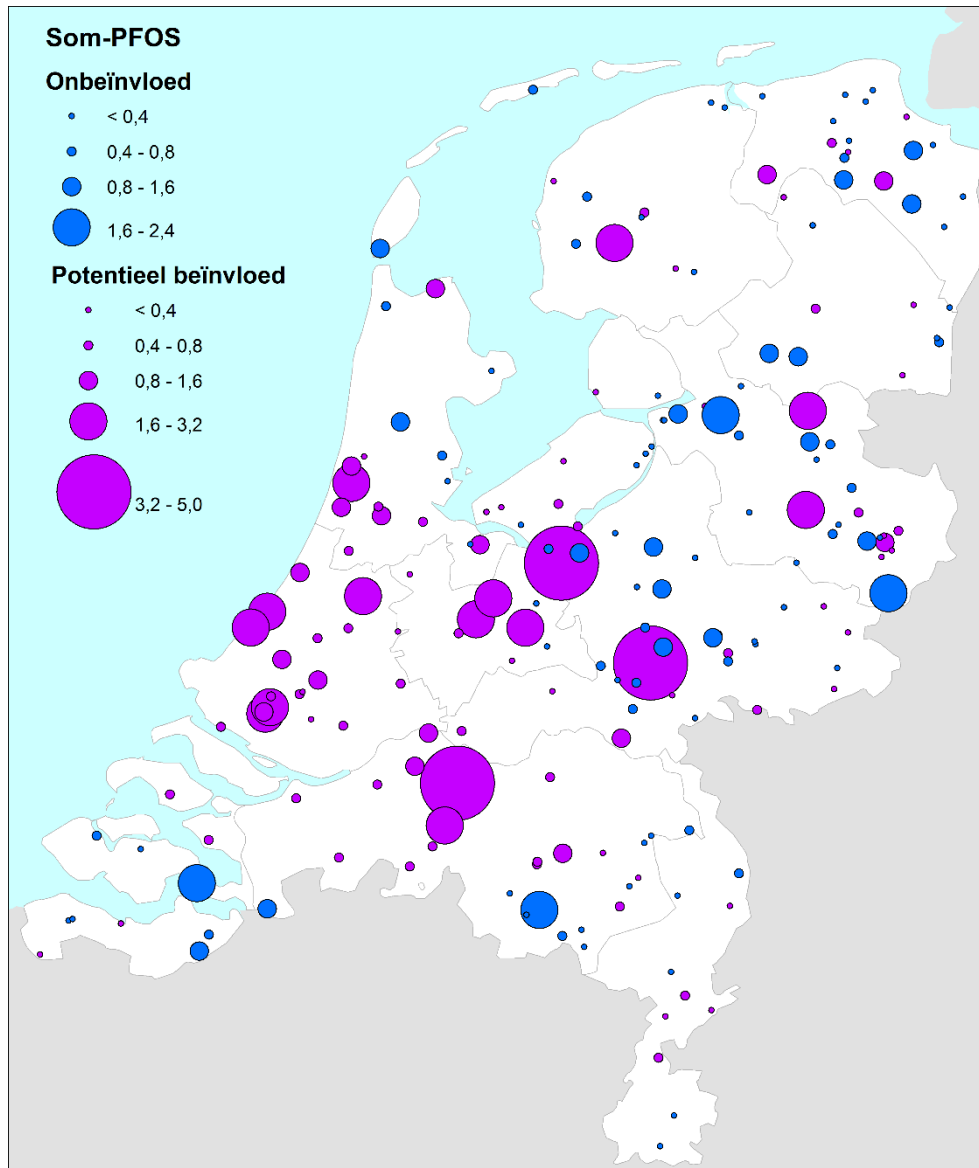 Som-PFOS
Onbeïnvloed
< 0,4
0,4 - 0,8
0,8 - 1,6
1,6 - 2,4
Potentieel beïnvloed
< 0,4
0,4 - 0,8
0,8 - 1,6
1,6 - 3,2
3,2 - 5,0